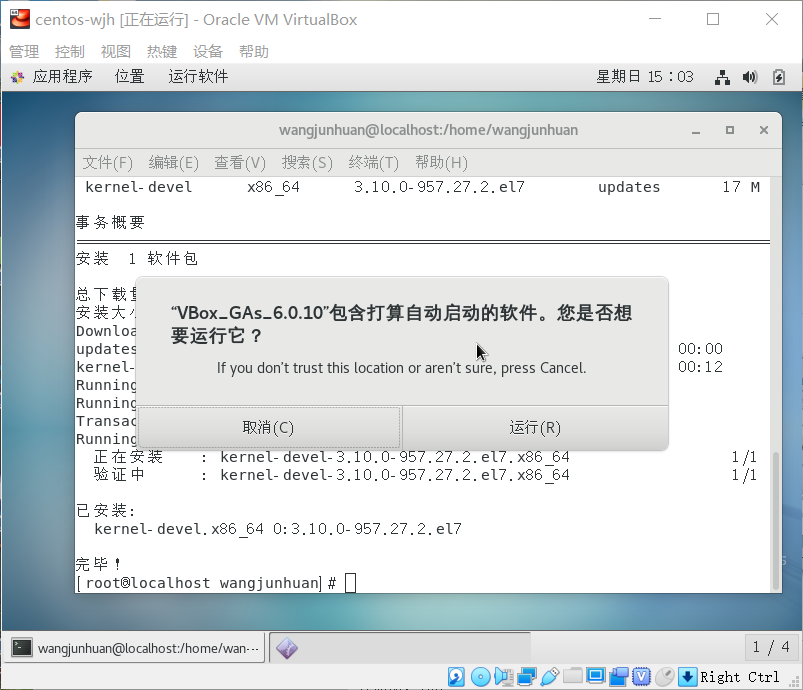 centos-wjh [正在运行] - Oracle VM VirtualBox
管理 控制 视图 热键 设备 帮助
应用程序 位置 运行软件 星期日 15：03
wangjunhuan@localhost:/home/wangjunhuan
文件(F) 编辑(E) 查看(V) 搜索(S) 终端(T) 帮助(H)
kernel-devel x86_64 3.10.0-957.27.2.el7 updates 17 M
事务概要
安装 1 软件包
总下载
安装大小
Downloa
updates 00:00
kernel- 00:12
Running
Running
Transac
Running
“VBox_GAs_6.0.10”包含打算自动启动的软件。您是否想
要运行它？
If you don't trust this location or aren't sure, press Cancel.
取消(C) 运行(R)
正在安装 : kernel-devel-3.10.0-957.27.2.el7.x86_64 1/1
验证中 : kernel-devel-3.10.0-957.27.2.el7.x86_64 1/1
已安装:
kernel-devel.x86_64 0:3.10.0-957.27.2.el7
完毕！
[root@localhost wangjunhuan]#
wangjunhuan@localhost:/home/wan··· 1 / 4
Right Ctrl